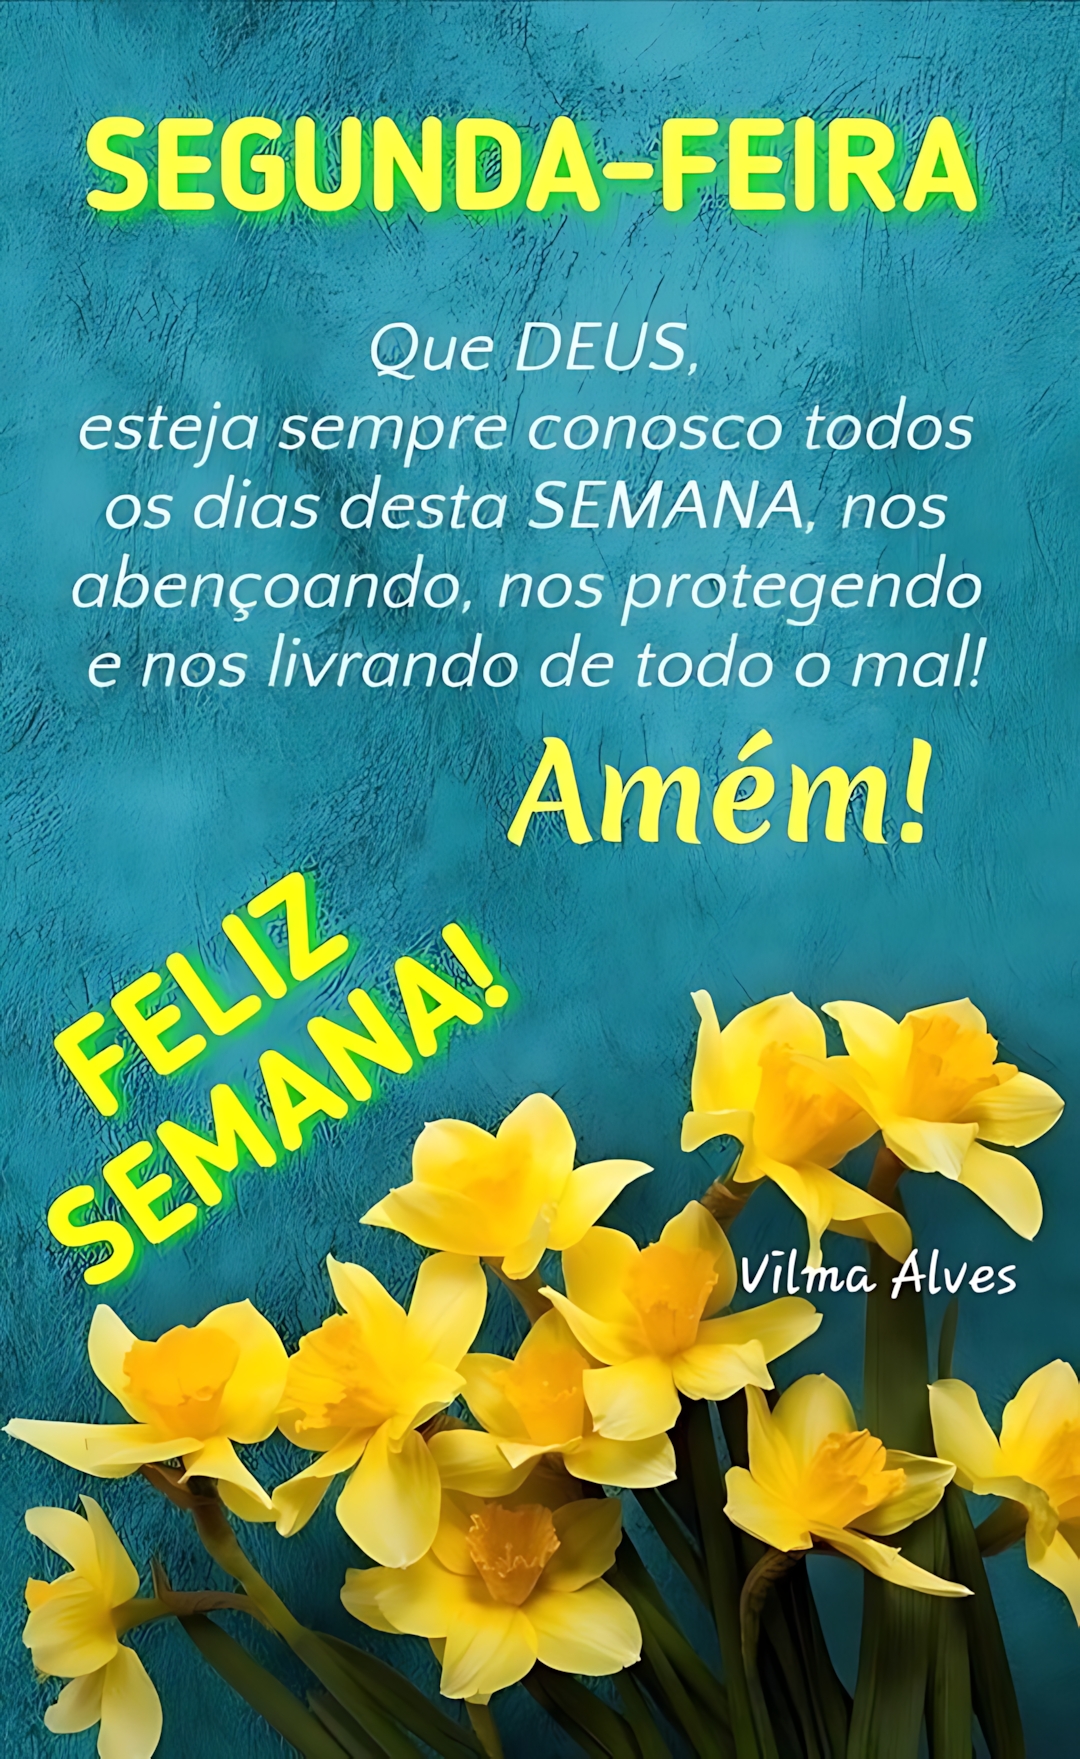 SEGUNDA-FEIRA
Que DEUS,
esteja sempre conosco todos
os dias desta SEMANA, nos
abençoando, nos protegendo
e nos livrando de todo o mal!
Amém!
FELIZ
SEMANA!
Vilma Alves